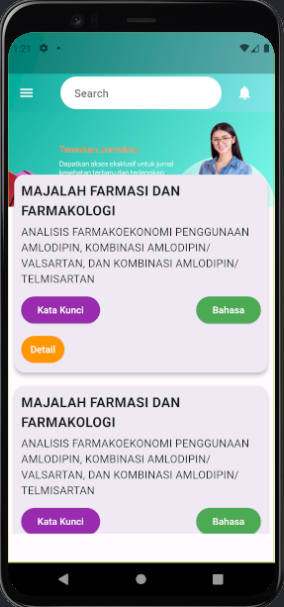 1:21
Search
Temukan Jurnalmu
Dapatkan akses eksklusif untuk jurnal
kesehatan terbaru dan terlengkap
MAJALAH FARMASI DAN
FARMAKOLOGI
ANALISIS FARMAKOEKONOMI PENGGUNAAN
AMLODIPIN, KOMBINASI AMLODIPIN/
VALSARTAN, DAN KOMBINASI AMLODIPIN/
TELMISARTAN
Kata Kunci
Bahasa
Detail
MAJALAH FARMASI DAN
FARMAKOLOGI
ANALISIS FARMAKOEKONOMI PENGGUNAAN
AMLODIPIN, KOMBINASI AMLODIPIN/
VALSARTAN, DAN KOMBINASI AMLODIPIN/
TELMISARTAN
Kata Kunci
Bahasa